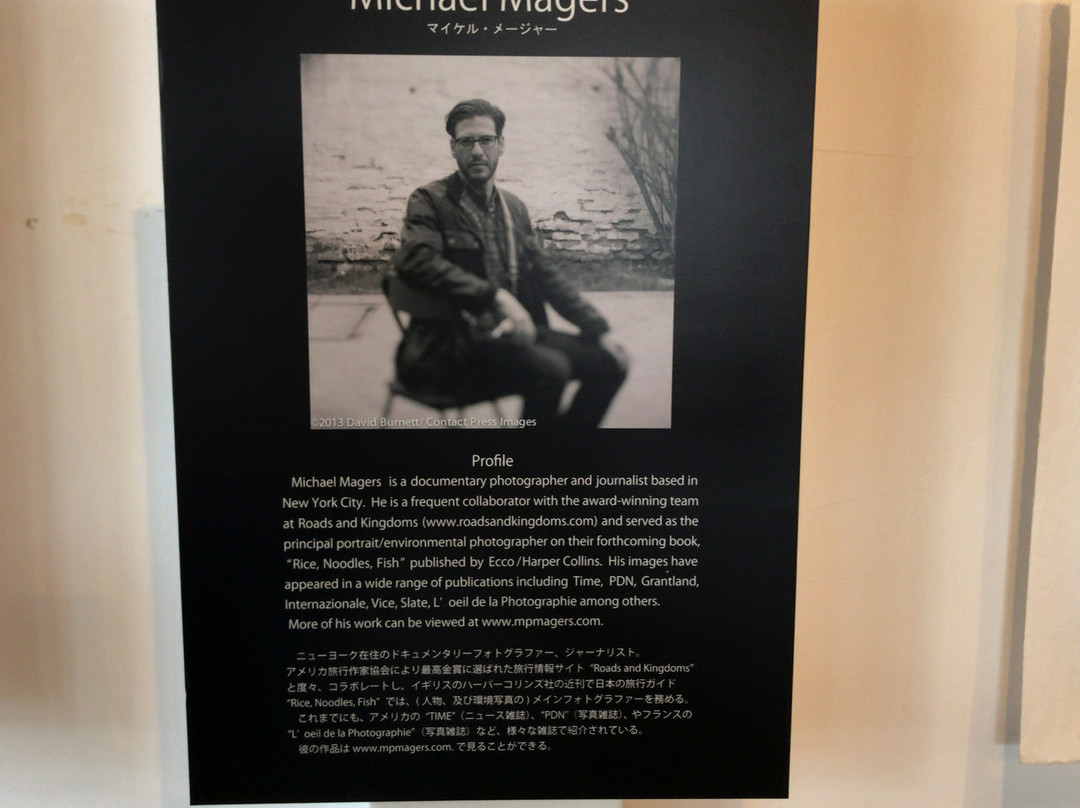 Michael Magers
マイケル・メージャー
©2013 David Burnett/ Contact Press Images
Profile
Michael Magers is a documentary photographer and journalist based in
New York City. He is a frequent collaborator with the award-winning team
at Roads and Kingdoms (www.roadsandkingdoms.com) and served as the
principal portrait/environmental photographer on their forthcoming book,
"Rice, Noodles, Fish" published by Ecco/Harper Collins. His images have
appeared in a wide range of publications including Time, PDN, Grantland,
Internazionale, Vice, Slate, L' oeil de la Photographie among others.
More of his work can be viewed at www.mpmagers.com.
ニューヨーク在住のドキュメンタリーフォトグラファー、ジャーナリスト。
アメリカ旅行作家協会により最高金賞に選ばれた旅行情報サイト "Roads and Kingdoms"
と度々、コラボレートし、イギリスのハーパーコリンズ社の近刊で日本の旅行ガイド
"Rice, Noodles, Fish" では、( 人物、及び環境写真の ) メインフォトグラファーを務める。
これまでにも、アメリカの "TIME"（ニュース雑誌）、"PDN"（写真雑誌）、やフランスの
"L' oeil de la Photographie"（写真雑誌）など、様々な雑誌で紹介されている。
彼の作品は www.mpmagers.com. で見ることができる。